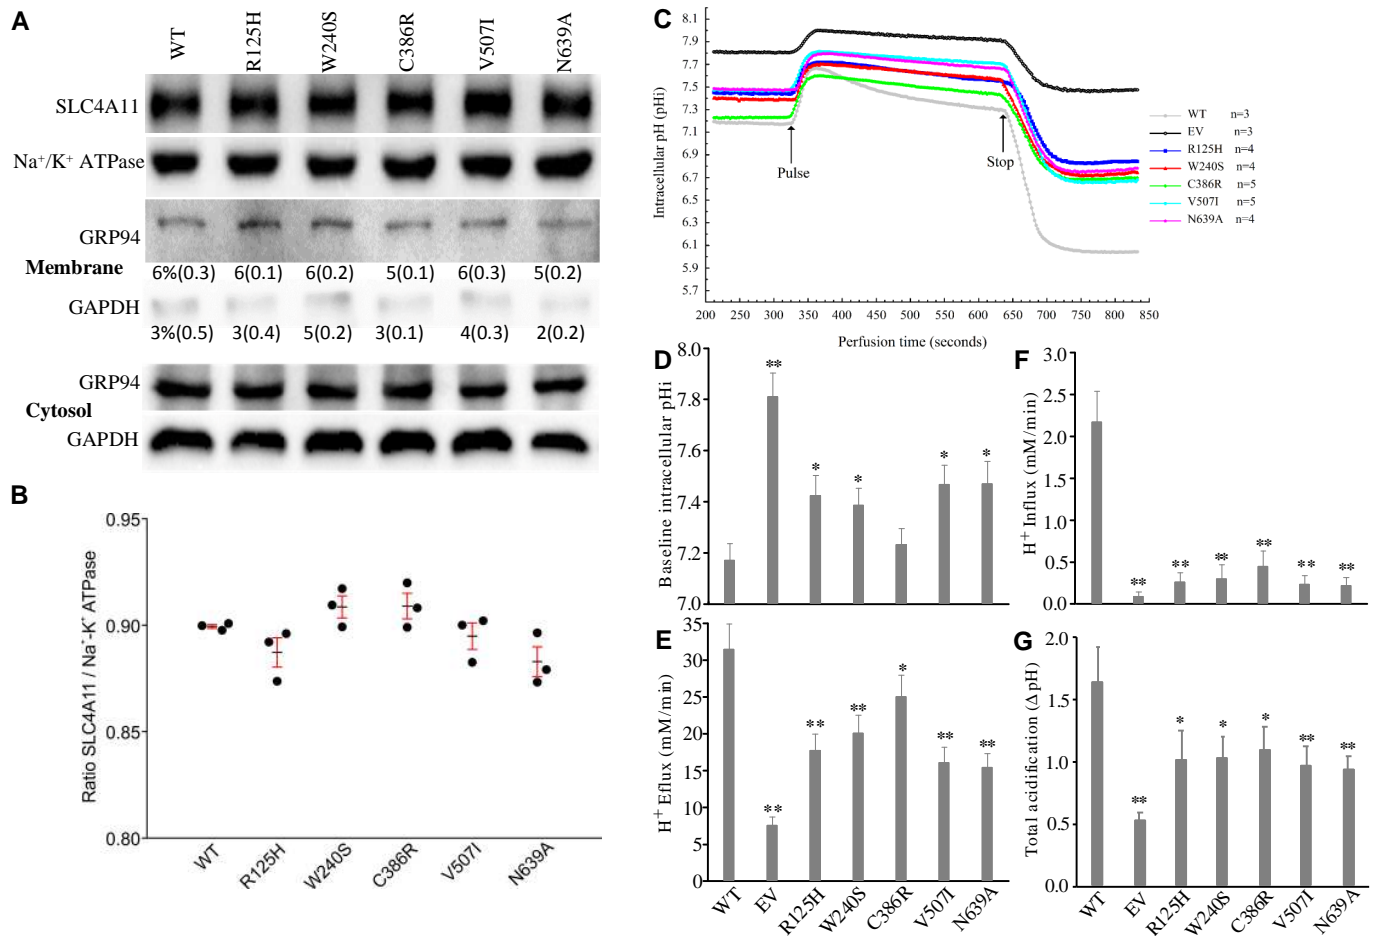 A
WT
R125H
W240S
C386R
V507I
N639A
SLC4A11
Na+/K+ ATPase
GRP94
Membrane
6%(0.3) 6(0.1) 6(0.2) 5(0.1) 6(0.3) 5(0.2)
GAPDH
3%(0.5) 3(0.4) 5(0.2) 3(0.1) 4(0.3) 2(0.2)
GRP94
Cytosol
GAPDH
B
Ratio SLC4A11 / Na+-K+ ATPase
0.95
0.90
0.85
0.80
WT
R125H
W240S
C386R
V507I
N639A
C
Intracellular pH (pHi)
8.1
7.9
7.7
7.5
7.3
7.1
6.9
6.7
6.5
6.3
6.1
5.9
5.7
Pulse
Stop
200 250 300 350 400 450 500 550 600 650 700 750 800 850
Perfusion time (seconds)
WT n=3
EV n=3
R125H n=4
W240S n=4
C386R n=5
V507I n=5
N639A n=4
D
Baseline intracellular pHi
8.0
7.8
7.6
7.4
7.2
7.0
** * * * *
E
H+ Eflux (mM/min)
35
30
25
20
15
10
5
0
** ** ** * ** **
WT
EV
R125H
W240S
C386R
V507I
N639A
F
H+ Influx (mM/min)
3.0
2.5
2.0
1.5
1.0
0.5
0.0
** ** ** ** ** **
G
Total acidification (ΔpH)
2.0
1.5
1.0
0.5
0.0
** * * * ** **
WT
EV
R125H
W240S
C386R
V507I
N639A